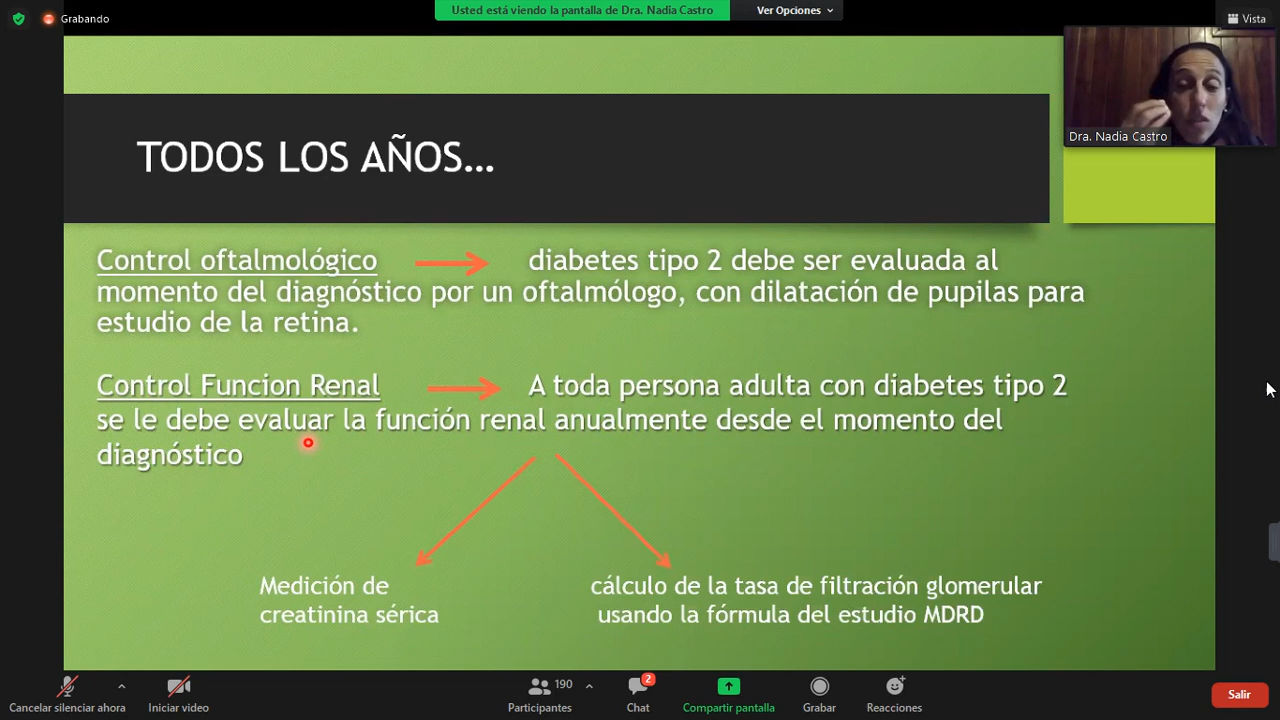 Grabando
Usted está viendo la pantalla de Dra. Nadia Castro
Ver Opciones
Vista
Dra. Nadia Castro
TODOS LOS AÑOS...
Control oftalmológico diabetes tipo 2 debe ser evaluada al
momento del diagnóstico por un oftalmólogo, con dilatación de pupilas para
estudio de la retina.
Control Funcion Renal A toda persona adulta con diabetes tipo 2
se le debe evaluar la función renal anualmente desde el momento del
diagnóstico
Medición de
creatinina sérica
cálculo de la tasa de filtración glomerular
usando la fórmula del estudio MDRD
Cancelar silenciar ahora
Iniciar video
190
Participantes
2
Chat
Compartir pantalla
Grabar
Reacciones
Salir